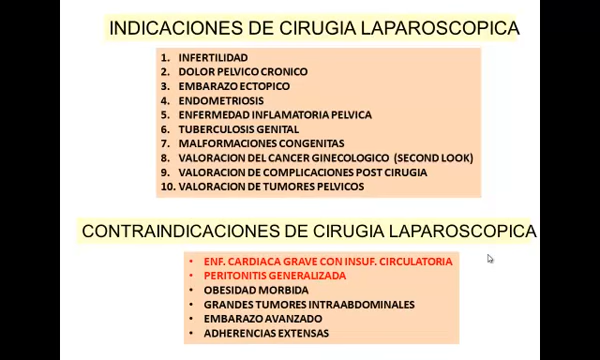 INDICACIONES DE CIRUGIA LAPAROSCOPICA
1. INFERTILIDAD
2. DOLOR PELVICO CRONICO
3. EMBARAZO ECTOPICO
4. ENDOMETRIOSIS
5. ENFERMEDAD INFLAMATORIA PELVICA
6. TUBERCULOSIS GENITAL
7. MALFORMACIONES CONGENITAS
8. VALORACION DEL CANCER GINECOLOGICO (SECOND LOOK)
9. VALORACION DE COMPLICACIONES POST CIRUGIA
10. VALORACION DE TUMORES PELVICOS
CONTRAINDICACIONES DE CIRUGIA LAPAROSCOPICA
• ENF. CARDIACA GRAVE CON INSUF. CIRCULATORIA
• PERITONITIS GENERALIZADA
• OBESIDAD MORBIDA
• GRANDES TUMORES INTRAABDOMINALES
• EMBARAZO AVANZADO
• ADHERENCIAS EXTENSAS